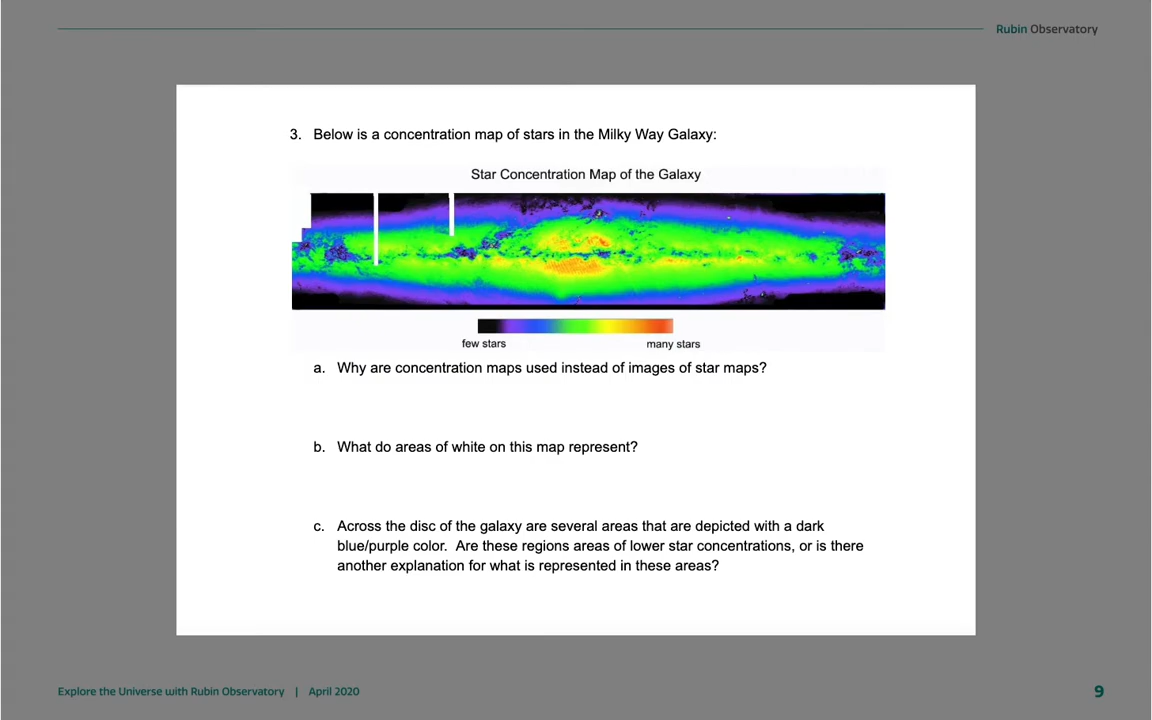 Rubin Observatory
3. Below is a concentration map of stars in the Milky Way Galaxy:
Star Concentration Map of the Galaxy
few stars
many stars
a. Why are concentration maps used instead of images of star maps?
b. What do areas of white on this map represent?
c. Across the disc of the galaxy are several areas that are depicted with a dark
blue/purple color. Are these regions areas of lower star concentrations, or is there
another explanation for what is represented in these areas?
Explore the Universe with Rubin Observatory | April 2020
9